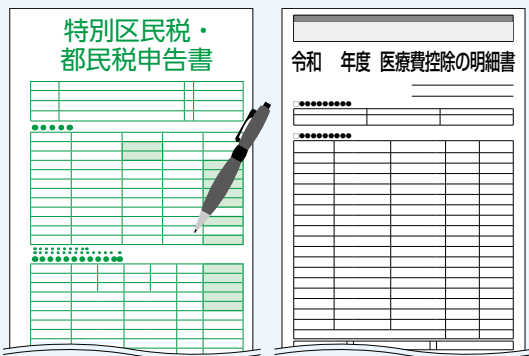 特別区民税・
都民税申告書
令和　年度 医療費控除の明細書